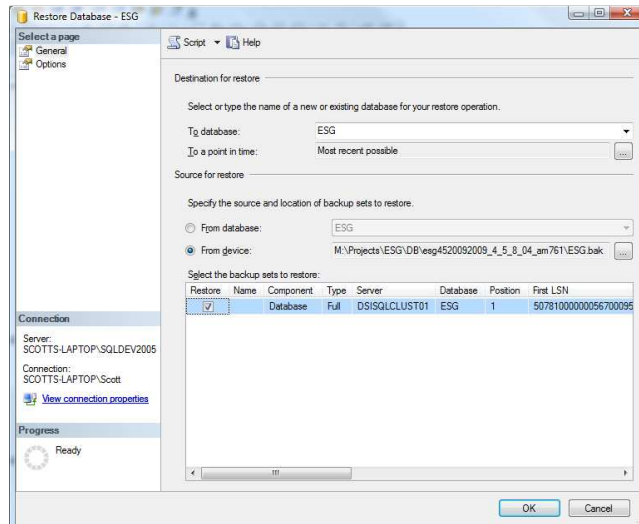 Restore Database - ESG
Select a page
General
Options
Script
Help
Destination for restore
Select or type the name of a new or existing database for your restore operation.
To database:
ESG
To a point in time:
Most recent possible
...
Source for restore
Specify the source and location of backup sets to restore.
From database:
ESG
From device:
M:\Projects\ESG\DB\esg4520092009_4_5_8_04_am761\ESG.bak
...
Select the backup sets to restore:
Restore Name Component Type Server Database Position First LSN
Database Full DSISQLCLUST01 ESG 1 50781000000056700095
Connection
Server:
SCOTTS-LAPTOP\SQLDEV2005
Connection:
SCOTTS-LAPTOP\Scott
View connection properties
Progress
Ready
OK
Cancel